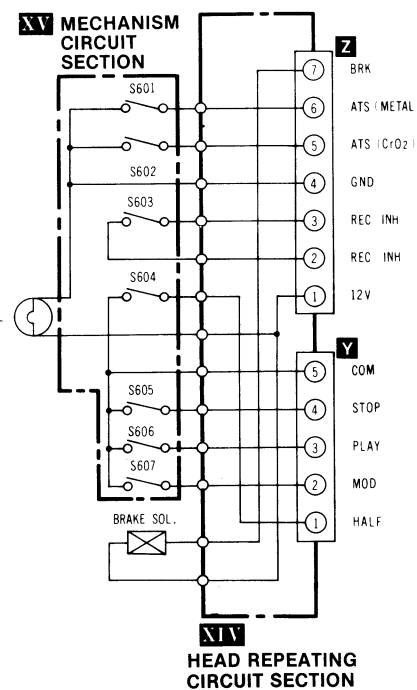 XV MECHANISM
CIRCUIT
SECTION
Z
S601
7 BRK
6 ATS (METAL
5 ATS (CrO2)
S602
4 GND
S603
3 REC INH
2 REC INH
S604
1 12V
Y
5 COM
S605
4 STOP
S606
3 PLAY
S607
2 MOD
BRAKE SOL.
1 HALF
XIV
HEAD REPEATING
CIRCUIT SECTION